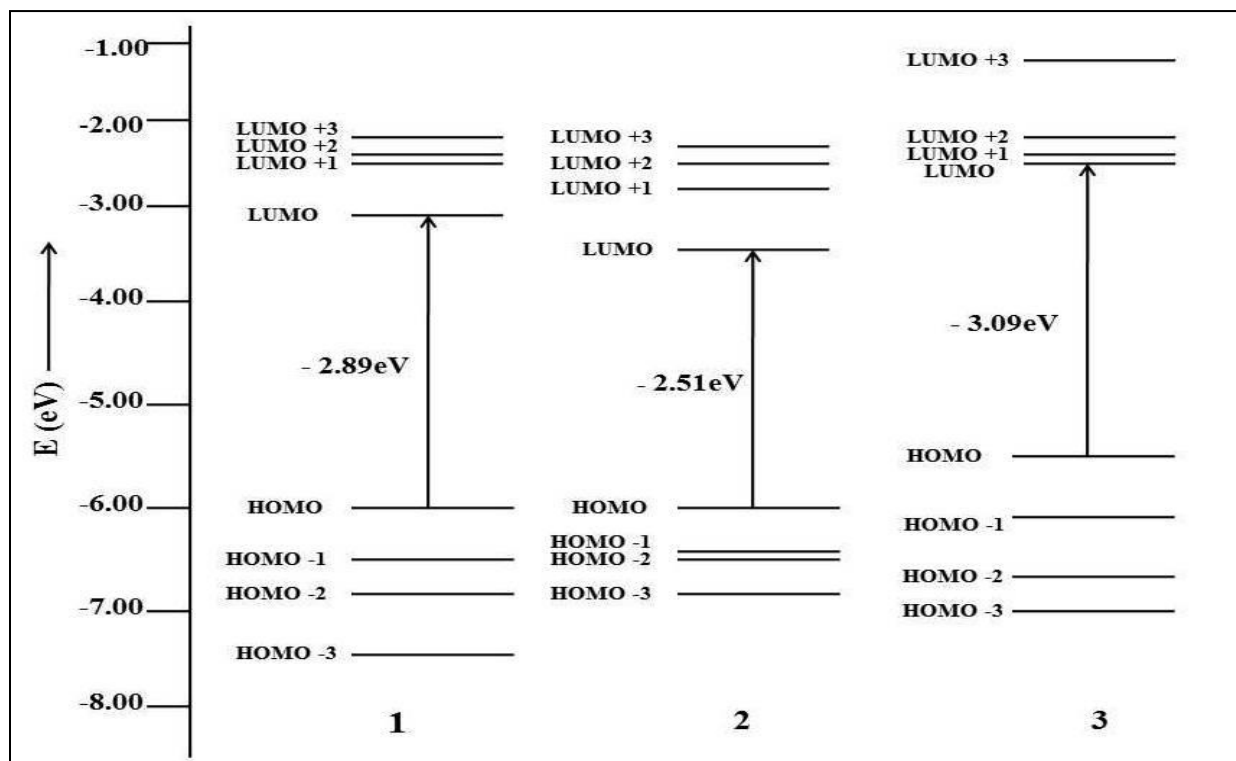 E (eV)
-1.00
-2.00
-3.00
-4.00
-5.00
-6.00
-7.00
-8.00
LUMO +3
LUMO +2
LUMO +1
LUMO
- 2.89eV
HOMO
HOMO -1
HOMO -2
HOMO -3
1
LUMO +3
LUMO +2
LUMO +1
LUMO
- 2.51eV
HOMO
HOMO -1
HOMO -2
HOMO -3
2
LUMO +3
LUMO +2
LUMO +1
LUMO
- 3.09eV
HOMO
HOMO -1
HOMO -2
HOMO -3
3